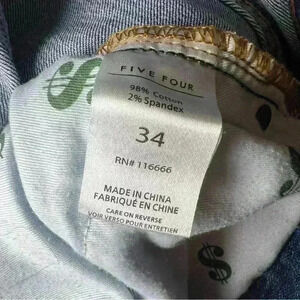 FIVE FOUR
98% Cotton
2% Spandex
34
RN# 116666
MADE IN CHINA
FABRIQUÉ EN CHINE
CARE ON REVERSE
VOIR VERSO POUR ENTRETIEN
$
$